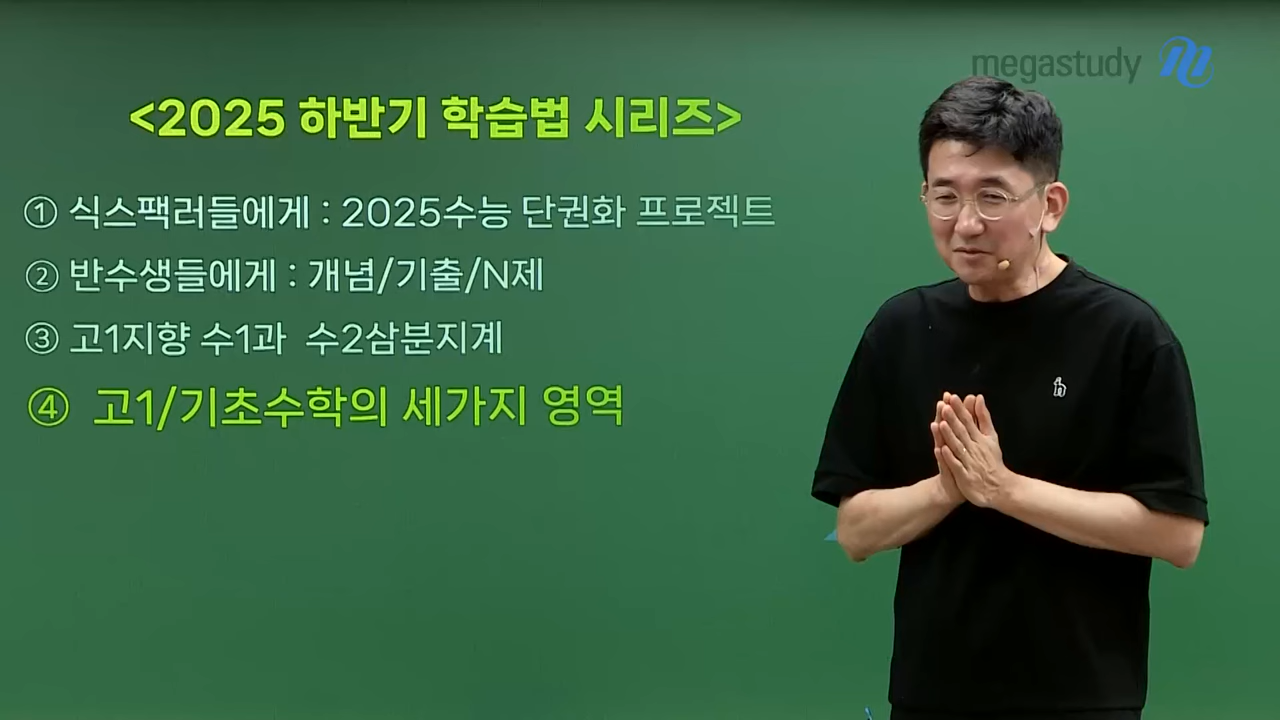 megastudy
<2025 하반기 학습법 시리즈>
① 식스팩러들에게 : 2025수능 단권화 프로젝트
② 반수생들에게 : 개념/기출/N제
③ 고1지향 수1과 수2삼분지계
④ 고1/기초수학의 세가지 영역